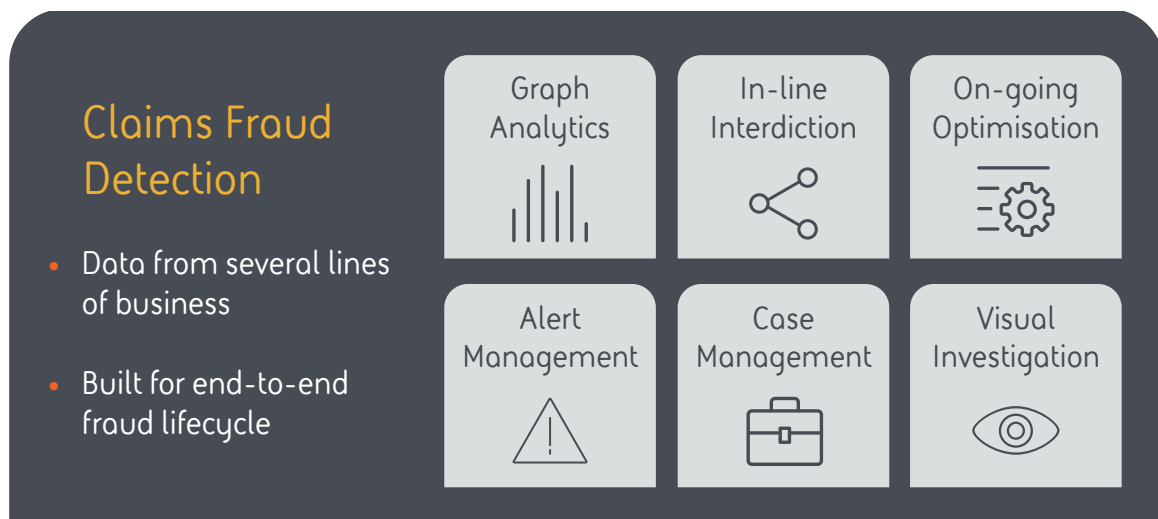 Claims Fraud
Detection
• Data from several lines
of business
• Built for end-to-end
fraud lifecycle
Graph
Analytics
In-line
Interdiction
On-going
Optimisation
Alert
Management
Case
Management
Visual
Investigation